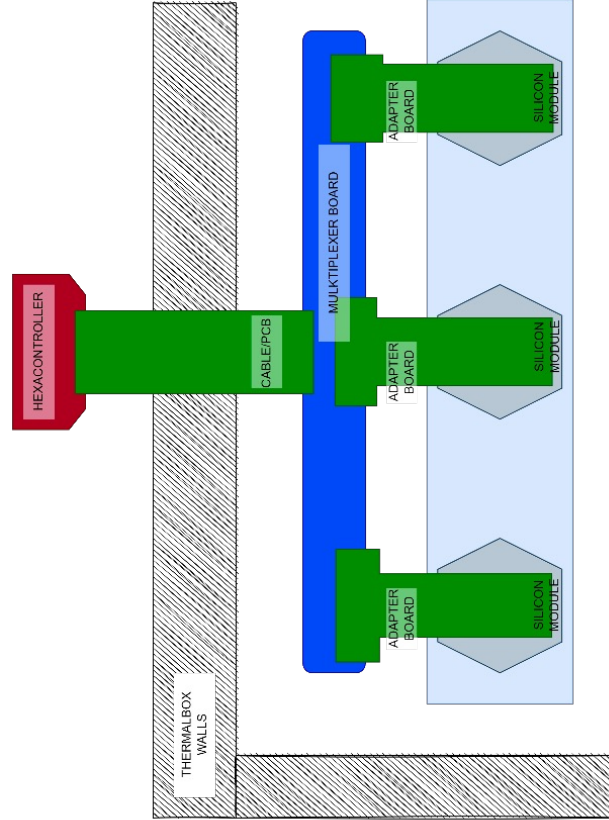 HEXACONTROLLER
THERMALBOX
WALLS
CABLE/PCB
MULKTIPLEXER BOARD
ADAPTER
BOARD
ADAPTER
BOARD
ADAPTER
BOARD
SILICON
MODULE
SILICON
MODULE
SILICON
MODULE